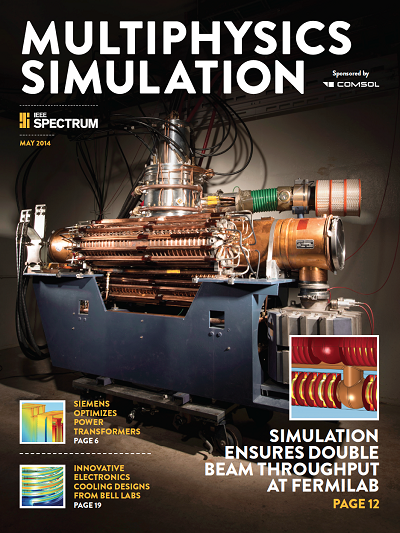 MULTIPHYSICS
SIMULATION
Sponsored by
COMSOL
IEEE
SPECTRUM
MAY 2014
SIEMENS
OPTIMIZES
POWER
TRANSFORMERS
PAGE 6
INNOVATIVE
ELECTRONICS
COOLING DESIGNS
FROM BELL LABS
PAGE 19
SIMULATION
ENSURES DOUBLE
BEAM THROUGHPUT
AT FERMILAB
PAGE 12